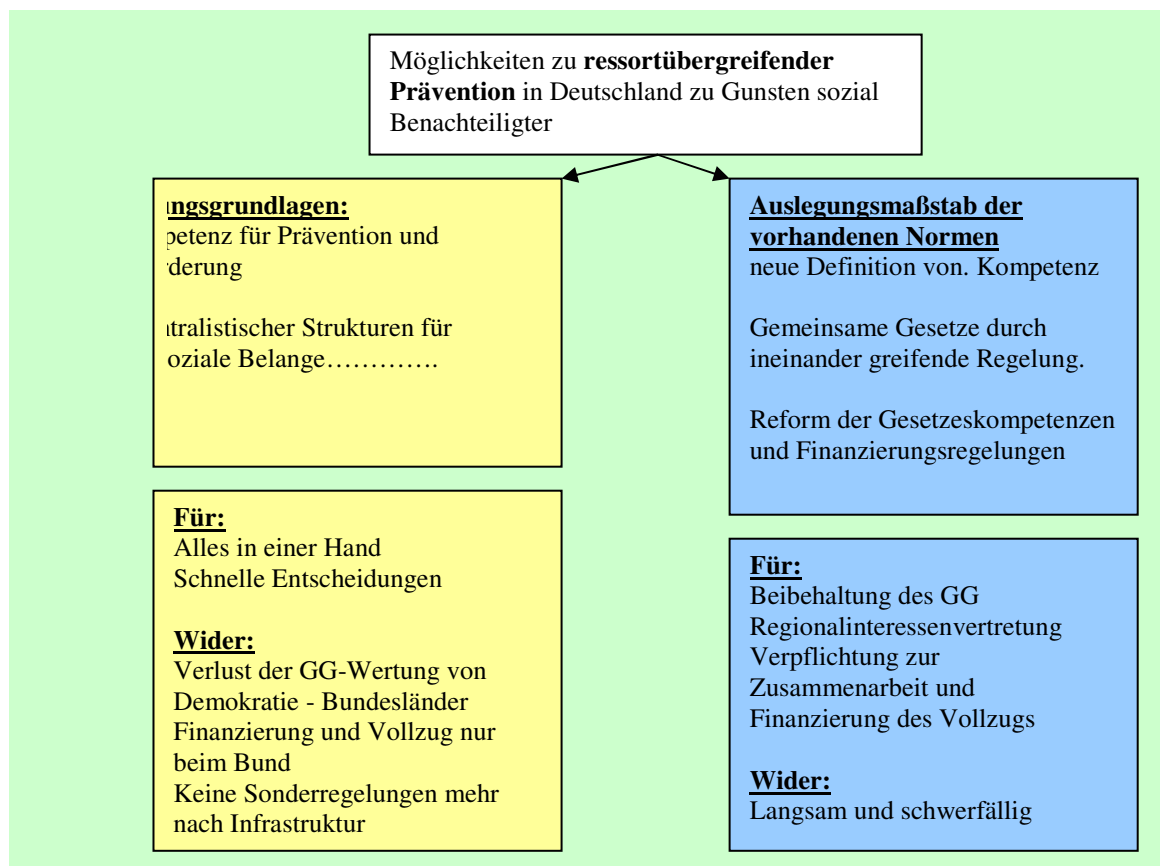 Möglichkeiten zu ressortübergreifender
Prävention in Deutschland zu Gunsten sozial
Benachteiligter
ngsgrundlagen:
petenz für Prävention und
rderung
tralistischer Strukturen für
oziale Belange………….
Für:
Alles in einer Hand
Schnelle Entscheidungen
Wider:
Verlust der GG-Wertung von
Demokratie - Bundesländer
Finanzierung und Vollzug nur
beim Bund
Keine Sonderregelungen mehr
nach Infrastruktur
Auslegungsmaßstab der
vorhandenen Normen
neue Definition von. Kompetenz
Gemeinsame Gesetze durch
ineinander greifende Regelung.
Reform der Gesetzeskompetenzen
und Finanzierungsregelungen
Für:
Beibehaltung des GG
Regionalinteressenvertretung
Verpflichtung zur
Zusammenarbeit und
Finanzierung des Vollzugs
Wider:
Langsam und schwerfällig